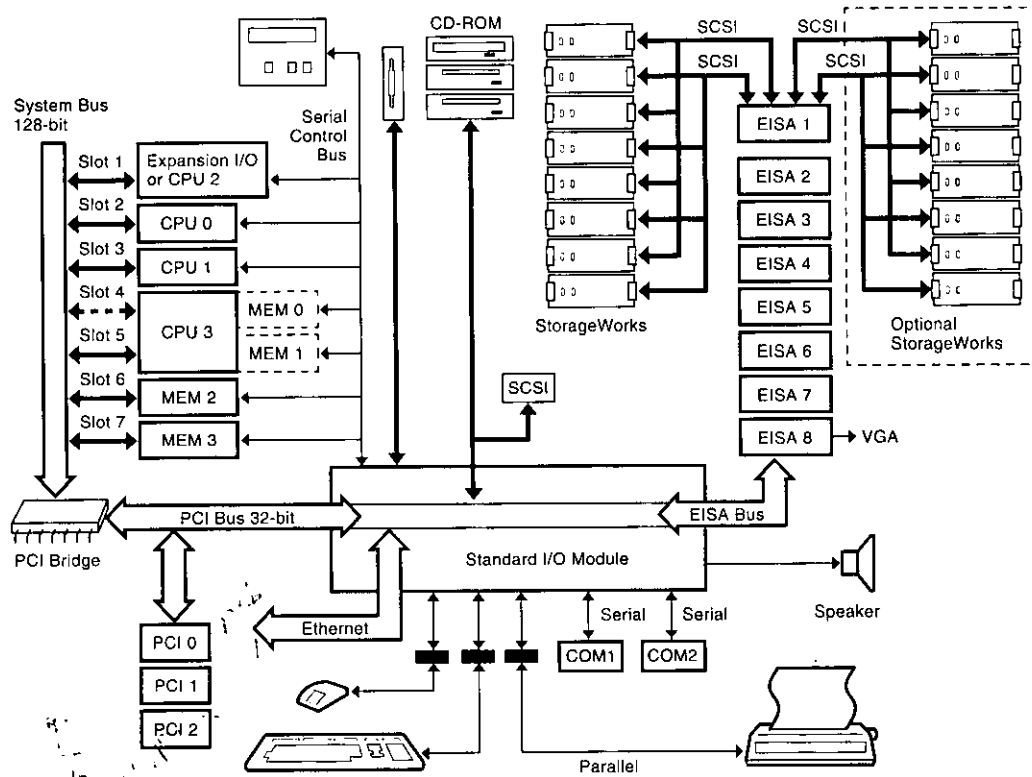 CD-ROM
SCSI
SCSI
SCSI
SCSI
System Bus
128-bit
Serial
Control
Bus
Slot 1
Expansion I/O
or CPU 2
Slot 2
CPU 0
Slot 3
CPU 1
Slot 4
CPU 3
MEM 0
Slot 5
MEM 1
Slot 6
MEM 2
Slot 7
MEM 3
EISA 1
EISA 2
EISA 3
EISA 4
EISA 5
EISA 6
EISA 7
EISA 8
VGA
StorageWorks
Optional
StorageWorks
SCSI
PCI Bus 32-bit
EISA Bus
PCI Bridge
Standard I/O Module
Speaker
Ethernet
Serial
Serial
PCI 0
PCI 1
PCI 2
COM1
COM2
Parallel